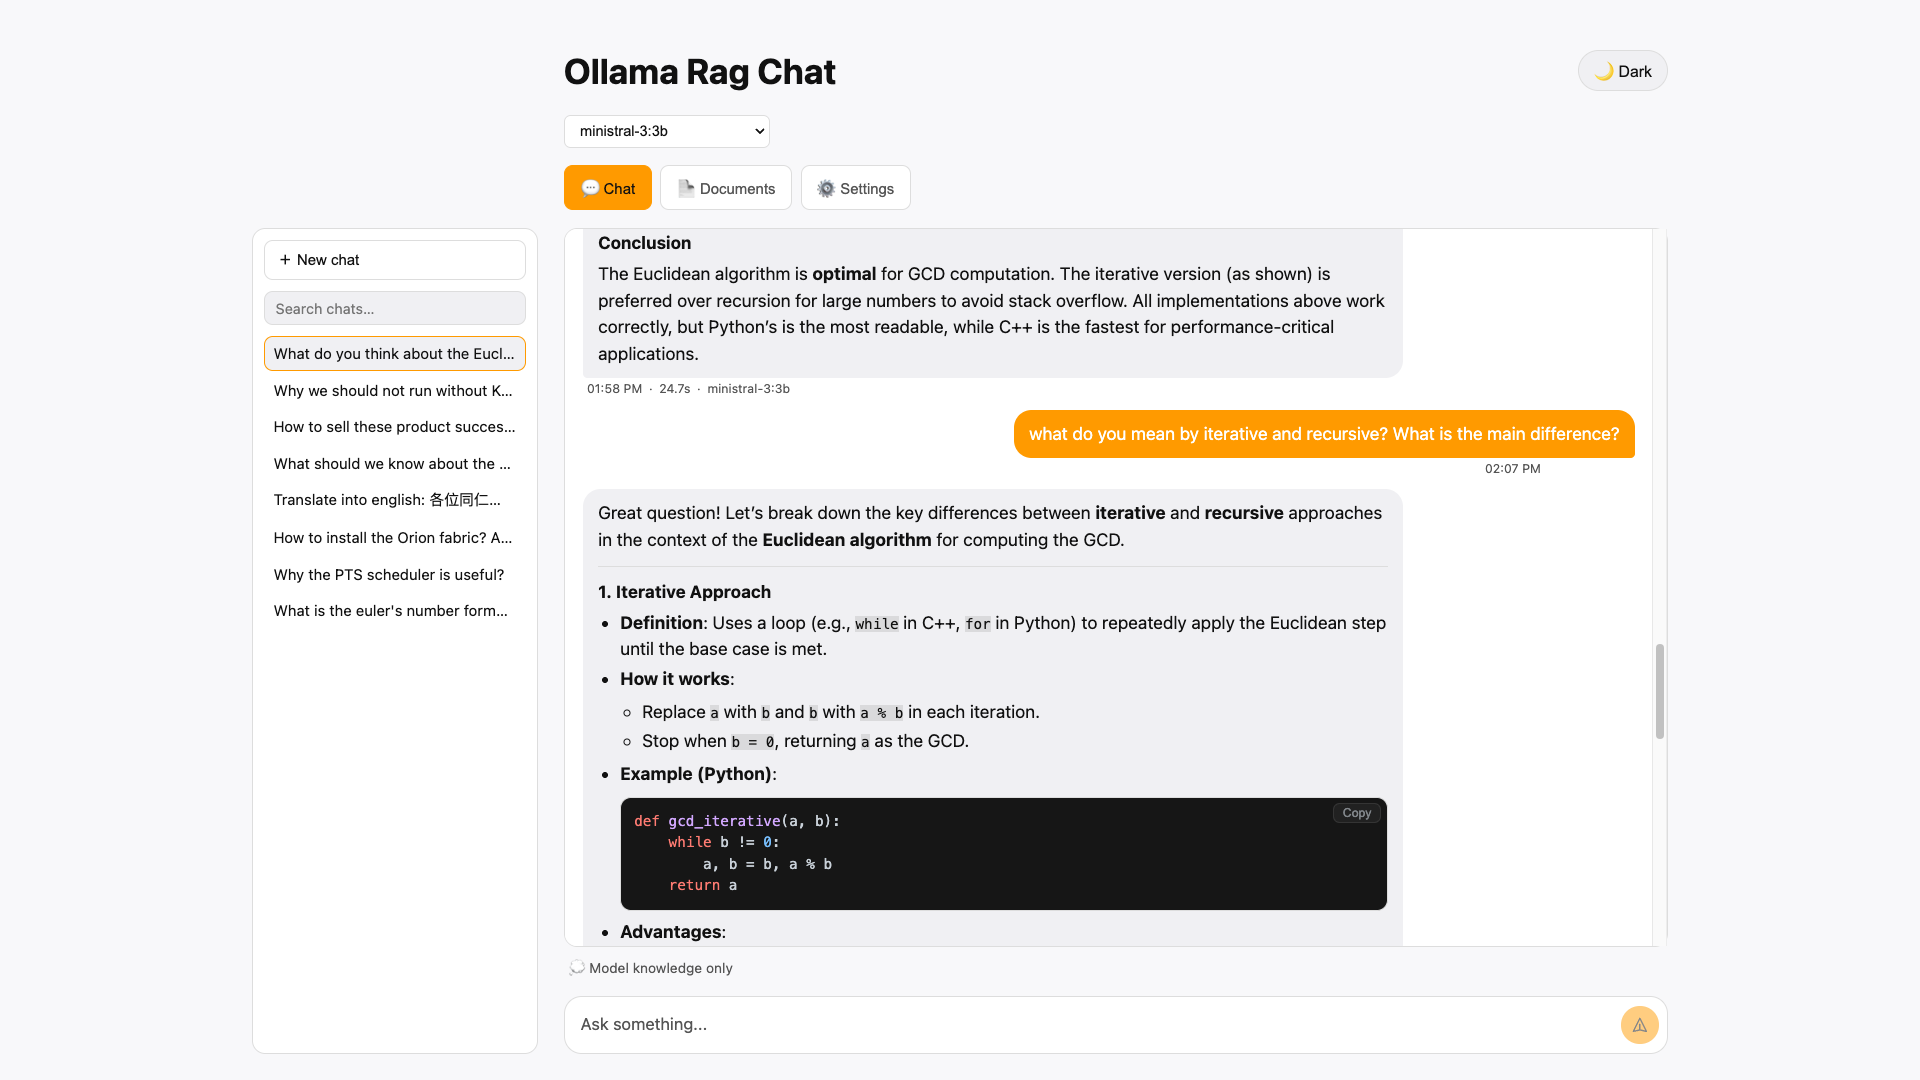 Ollama Rag Chat
🌙 Dark
ministral-3:3b
💬 Chat
Documents
⚙️ Settings
+ New chat
Search chats...
What do you think about the Eucl...
Why we should not run without K...
How to sell these product succes...
What should we know about the ...
Translate into english: 各位同仁...
How to install the Orion fabric? A...
Why the PTS scheduler is useful?
What is the euler's number form...
Conclusion
The Euclidean algorithm is optimal for GCD computation. The iterative version (as shown) is
preferred over recursion for large numbers to avoid stack overflow. All implementations above work
correctly, but Python's is the most readable, while C++ is the fastest for performance-critical
applications.
01:58 PM · 24.7s · ministral-3:3b
what do you mean by iterative and recursive? What is the main difference?
02:07 PM
Great question! Let's break down the key differences between iterative and recursive approaches
in the context of the Euclidean algorithm for computing the GCD.
1. Iterative Approach
• Definition: Uses a loop (e.g., while in C++, for in Python) to repeatedly apply the Euclidean step
until the base case is met.
• How it works:
○ Replace a with b and b with a % b in each iteration.
○ Stop when b = 0, returning a as the GCD.
• Example (Python):
Copy
def gcd_iterative(a, b):
    while b != 0:
        a, b = b, a % b
    return a
• Advantages:
Model knowledge only
Ask something...